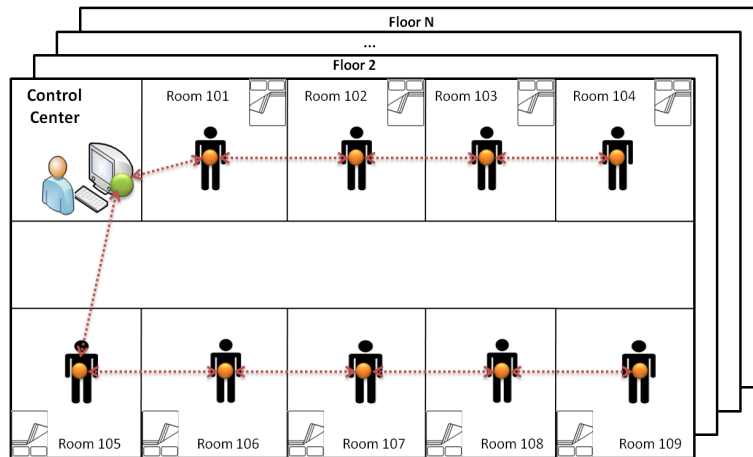 Floor N
...
Floor 2
Control
Center
Room 101
Room 102
Room 103
Room 104
Room 105
Room 106
Room 107
Room 108
Room 109